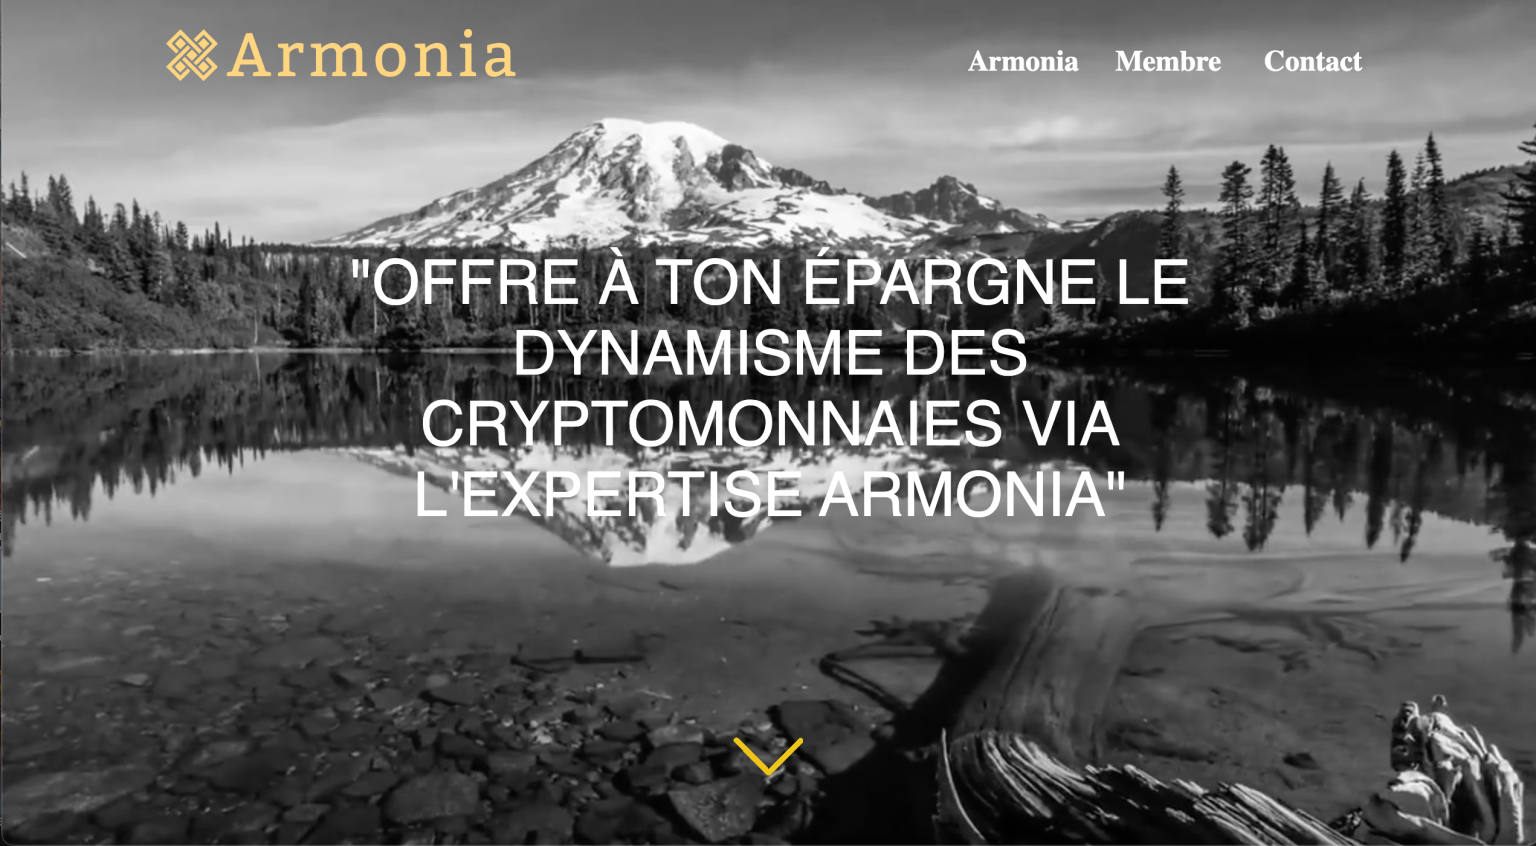 Armonia
Armonia Membre Contact
"OFFRE À TON ÉPARGNE LE
DYNAMISME DES
CRYPTOMONNAIES VIA
L'EXPERTISE ARMONIA"